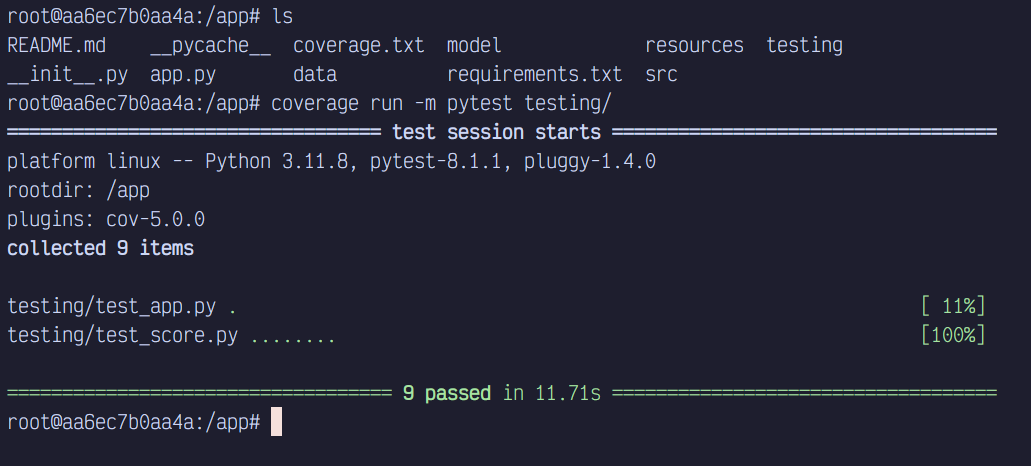 root@aa6ec7b0aa4a:/app# ls
README.md    __pycache__  coverage.txt  model             resources  testing
__init__.py  app.py       data          requirements.txt  src
root@aa6ec7b0aa4a:/app# coverage run -m pytest testing/
================================== test session starts ===================================
platform linux -- Python 3.11.8, pytest-8.1.1, pluggy-1.4.0
rootdir: /app
plugins: cov-5.0.0
collected 9 items
testing/test_app.py .                                                              [ 11%]
testing/test_score.py ........                                                     [100%]
=================================== 9 passed in 11.71s ===================================
root@aa6ec7b0aa4a:/app#